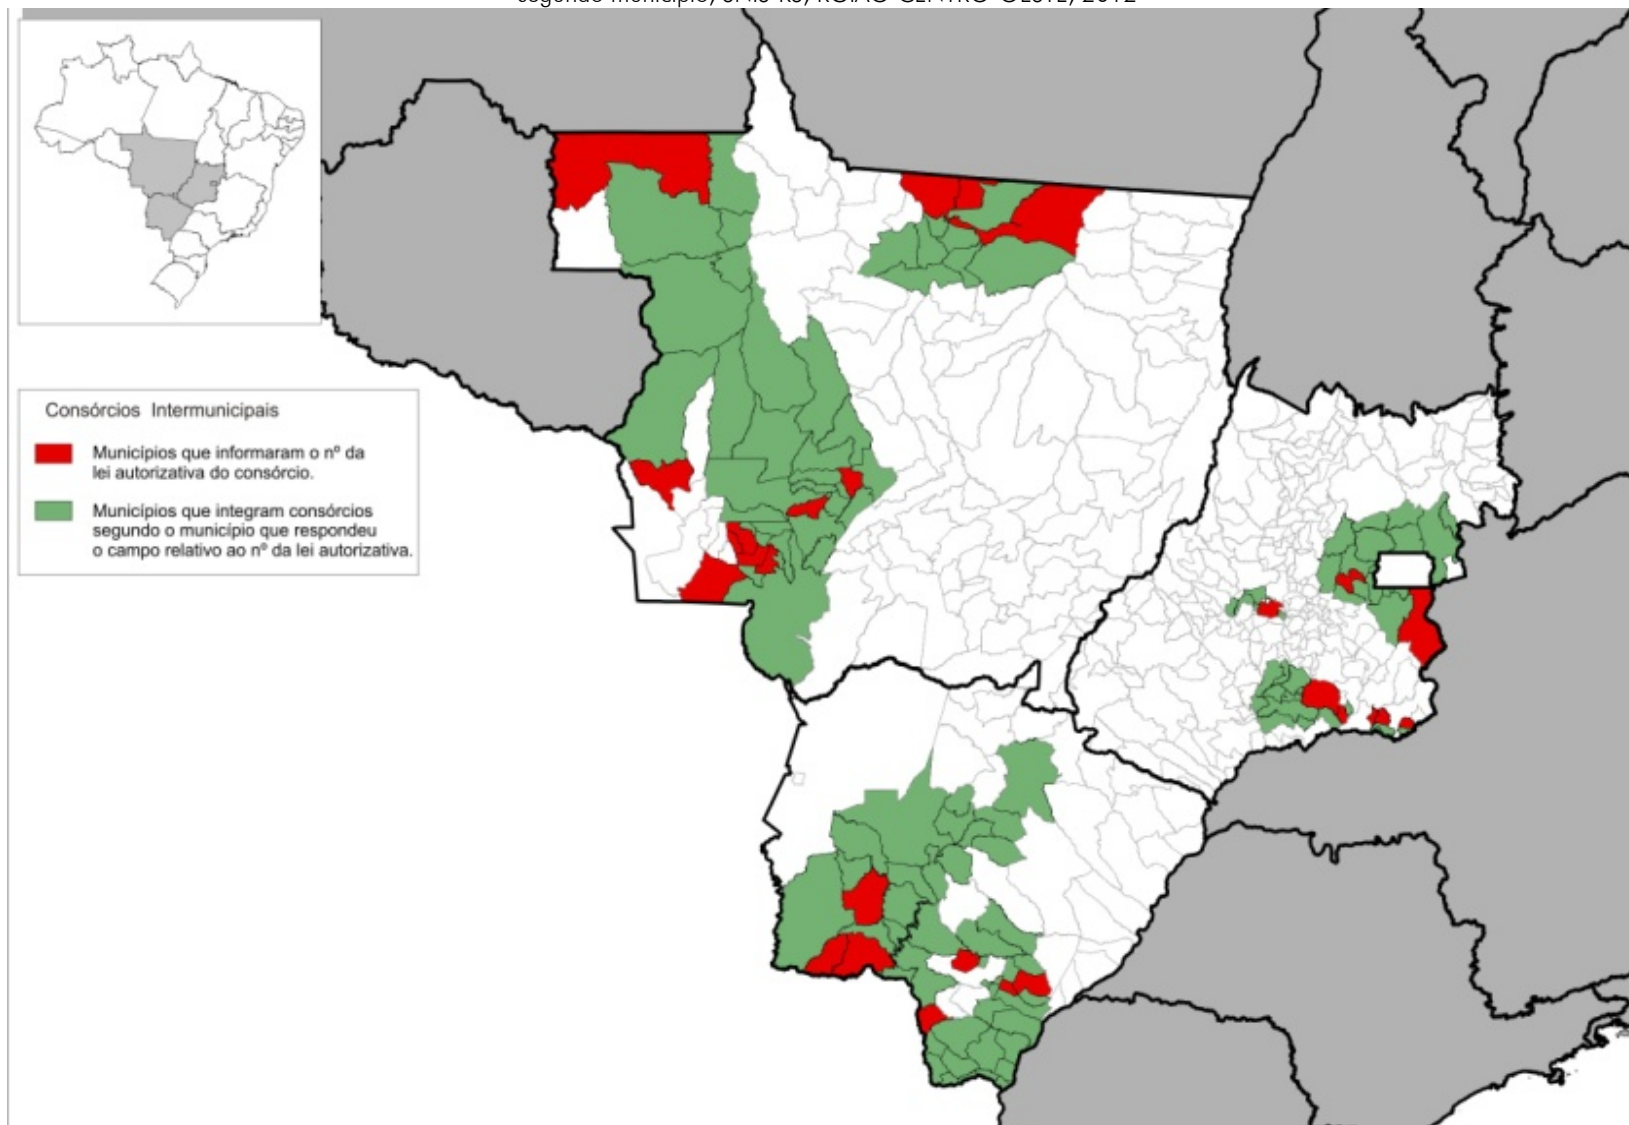 Consórcios Intermunicipais
Municípios que informaram o nº da
lei autorizativa do consórcio.
Municípios que integram consórcios
segundo o município que respondeu
o campo relativo ao nº da lei autorizativa.